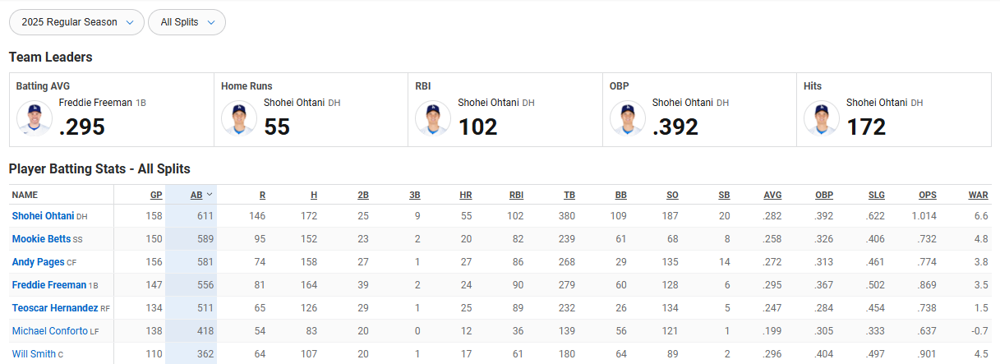 2025 Regular Season All Splits
Team Leaders
Batting AVG Home Runs RBI OBP Hits
Freddie Freeman 1B Shohei Ohtani DH Shohei Ohtani DH Shohei Ohtani DH Shohei Ohtani DH
.295 55 102 .392 172
Player Batting Stats - All Splits
NAME GP AB R H 2B 3B HR RBI TB BB SO SB AVG OBP SLG OPS WAR
Shohei Ohtani DH 158 611 146 172 25 9 55 102 380 109 187 20 .282 .392 .622 1.014 6.6
Mookie Betts SS 150 589 95 152 23 2 20 82 239 61 68 8 .258 .326 .406 .732 4.8
Andy Pages CF 156 581 74 158 27 1 27 86 268 29 135 14 .272 .313 .461 .774 3.8
Freddie Freeman 1B 147 556 81 164 39 2 24 90 279 60 128 6 .295 .367 .502 .869 3.5
Teoscar Hernandez RF 134 511 65 126 29 1 25 89 232 26 134 5 .247 .284 .454 .738 1.5
Michael Conforto LF 138 418 54 83 20 0 12 36 139 56 121 1 .199 .305 .333 .637 -0.7
Will Smith C 110 362 64 107 20 1 17 61 180 64 89 2 .296 .404 .497 .901 4.5